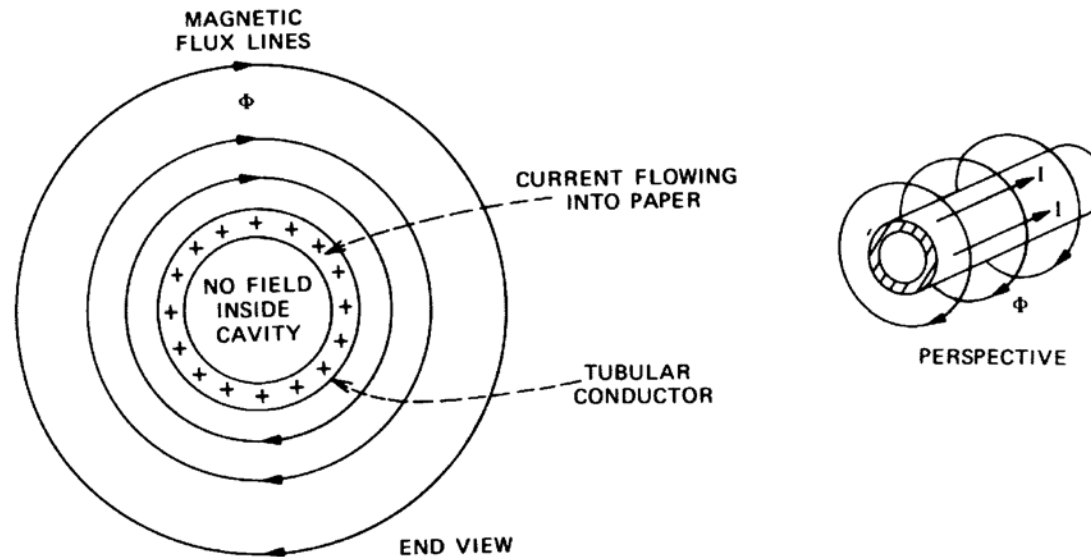 MAGNETIC
FLUX LINES
Φ
CURRENT FLOWING
INTO PAPER
NO FIELD
INSIDE
CAVITY
TUBULAR
CONDUCTOR
END VIEW
I
I
Φ
PERSPECTIVE